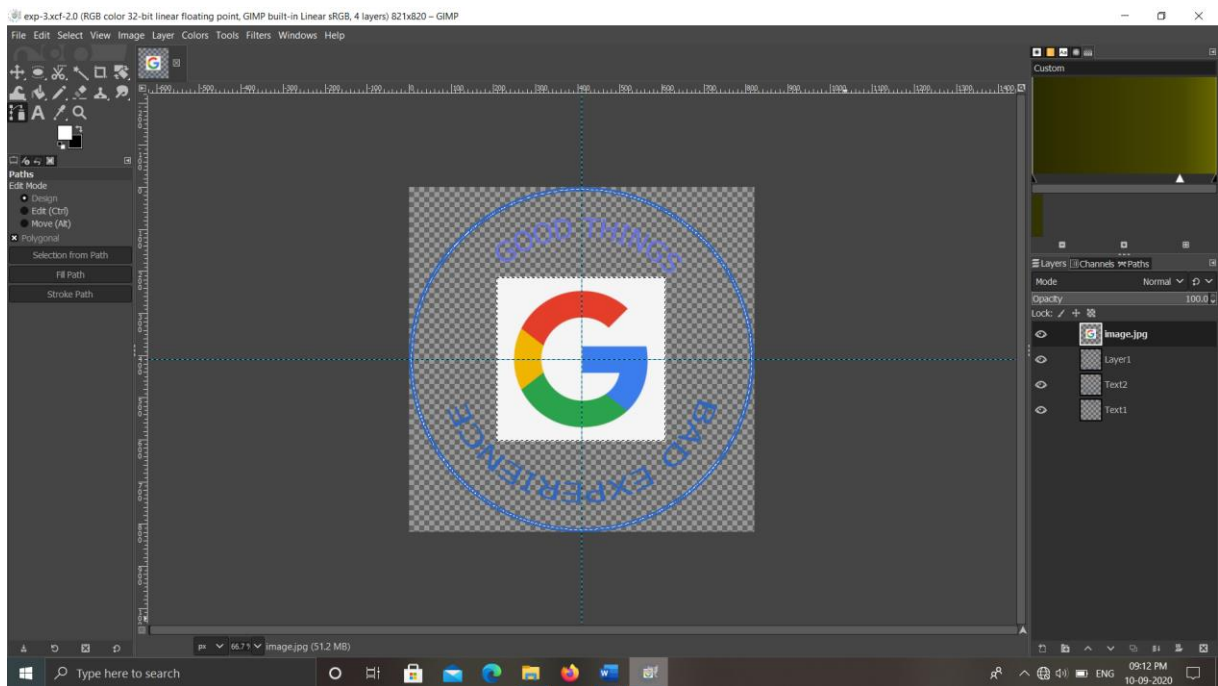 exp-3.xcf-2.0 (RGB color 32-bit linear floating point, GIMP built-in Linear sRGB, 4 layers) 821x820 – GIMP
File Edit Select View Image Layer Colors Tools Filters Windows Help
Custom
Paths
Edit Mode
Design
Edit (Ctrl)
Move (Alt)
Polygonal
Selection from Path
Fill Path
Stroke Path
GOOD THINGS
G
BAD EXPERIENCE
Layers Channels Paths
Mode Normal
Opacity 100.0
Lock:
image.jpg
Layer1
Text2
Text1
px 66.7 % image.jpg (51.2 MB)
Type here to search
ENG
09:12 PM
10-09-2020